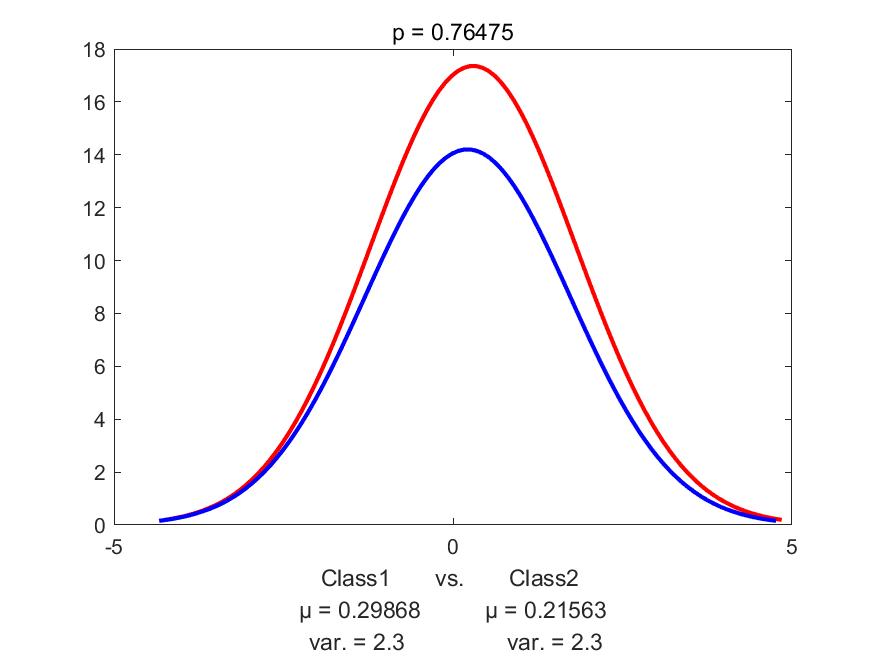 p = 0.76475
18
16
14
12
10
8
6
4
2
0
-5 0 5
Class1 vs. Class2
μ = 0.29868 μ = 0.21563
var. = 2.3 var. = 2.3